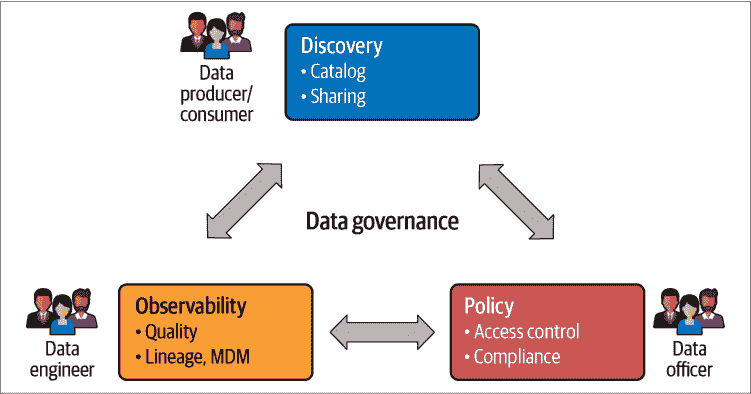 Data
producer/
consumer
Discovery
• Catalog
• Sharing
Data governance
Data
engineer
Observability
• Quality
• Lineage, MDM
Policy
• Access control
• Compliance
Data
officer